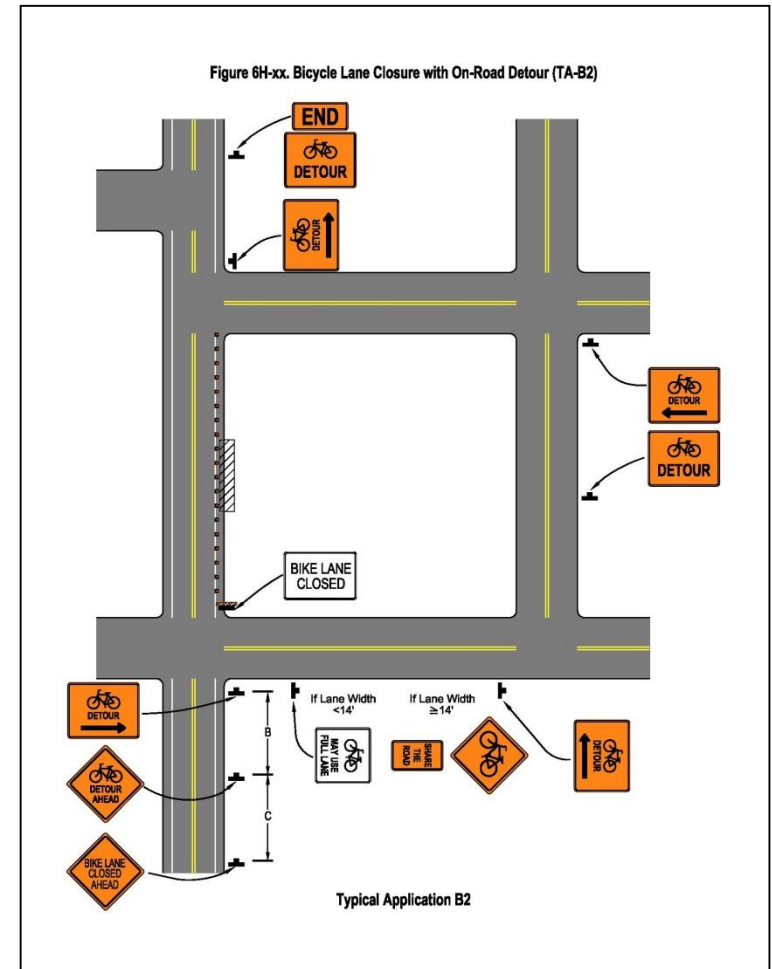 Figure 6H-xx. Bicycle Lane Closure with On-Road Detour (TA-B2)
END
DETOUR
DETOUR
DETOUR
DETOUR
BIKE LANE
CLOSED
DETOUR
DETOUR
AHEAD
BIKE LANE
CLOSED
AHEAD
B
C
If Lane Width
<14'
MAY USE
FULL LANE
If Lane Width
≥14'
SHARE
THE
ROAD
DETOUR
Typical Application B2